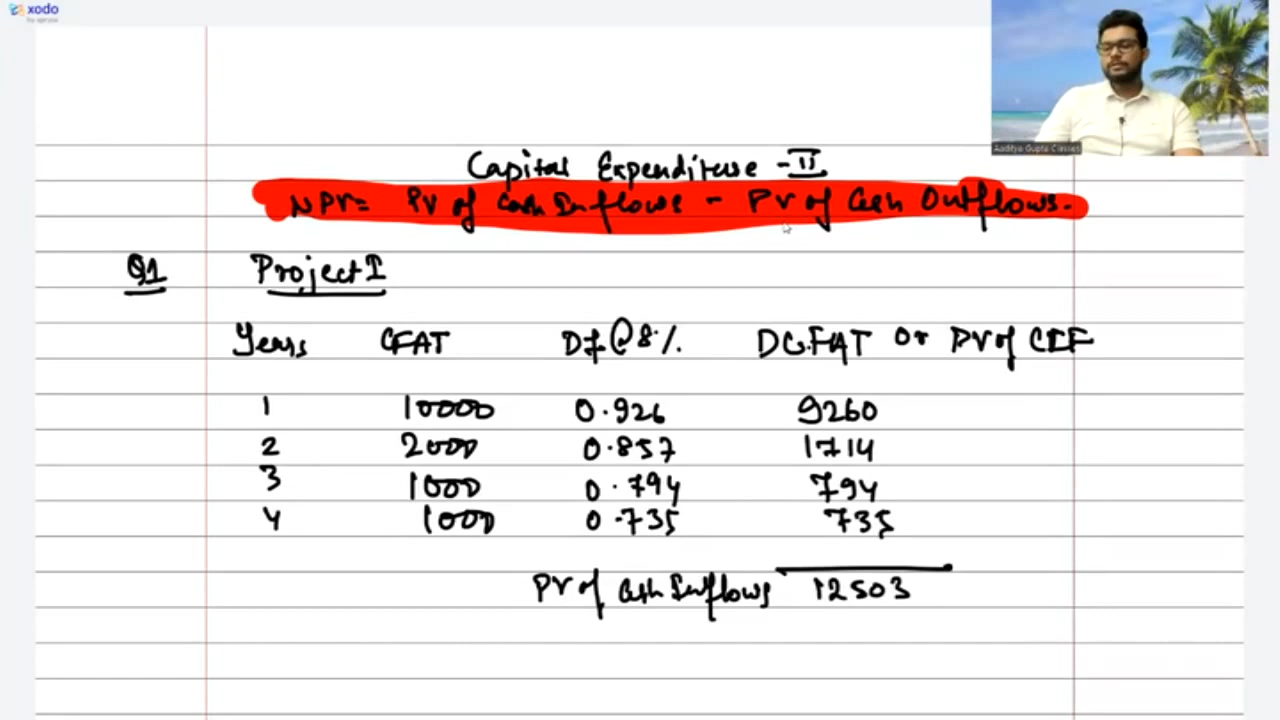 xodo
by apryse
Aaditya Gupta Classes
Capital Expenditure - II
NPV = PV of Cash Inflows - PV of Cash Outflows.
Q1 Project I
Years CFAT Df @ 8% DCFAT Or PV of CIF
1 10000 0.926 9260
2 2000 0.857 1714
3 1000 0.794 794
4 1000 0.735 735
PV of Cash Inflows 12503